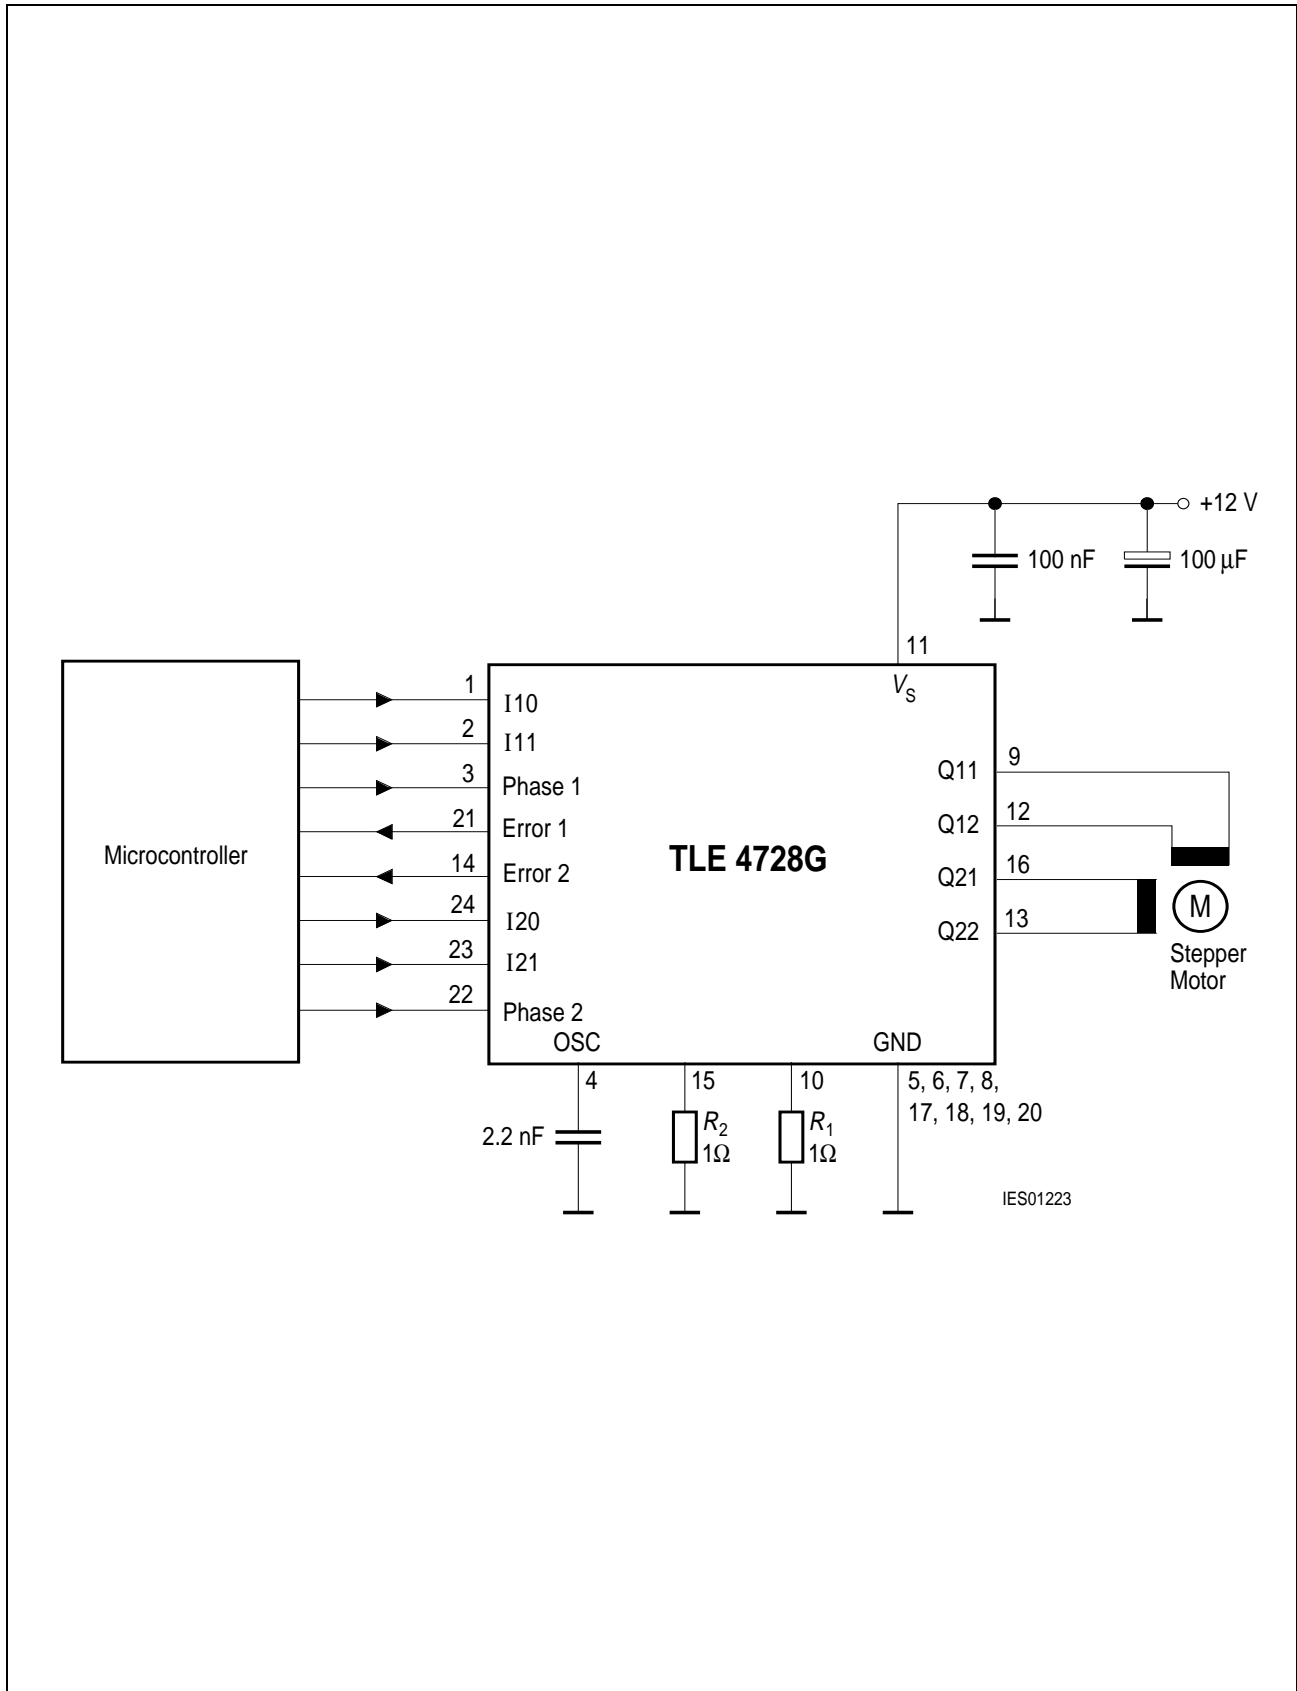 +12 V
100 nF
100 µF
11
V_S
1
I10
2
I11
3
Phase 1
21
Error 1
14
Error 2
24
I20
23
I21
22
Phase 2
Microcontroller
TLE 4728G
Q11
9
Q12
12
Q21
16
Q22
13
M
Stepper
Motor
OSC
GND
4
15
10
5, 6, 7, 8,
17, 18, 19, 20
2.2 nF
R_2
1Ω
R_1
1Ω
IES01223